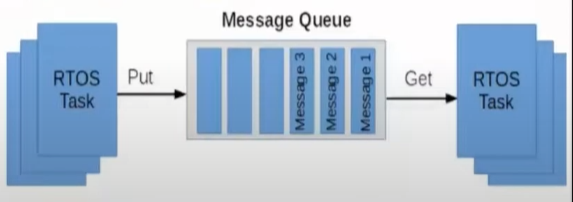 Message Queue
RTOS
Task
Put
Message 3
Message 2
Message 1
Get
RTOS
Task